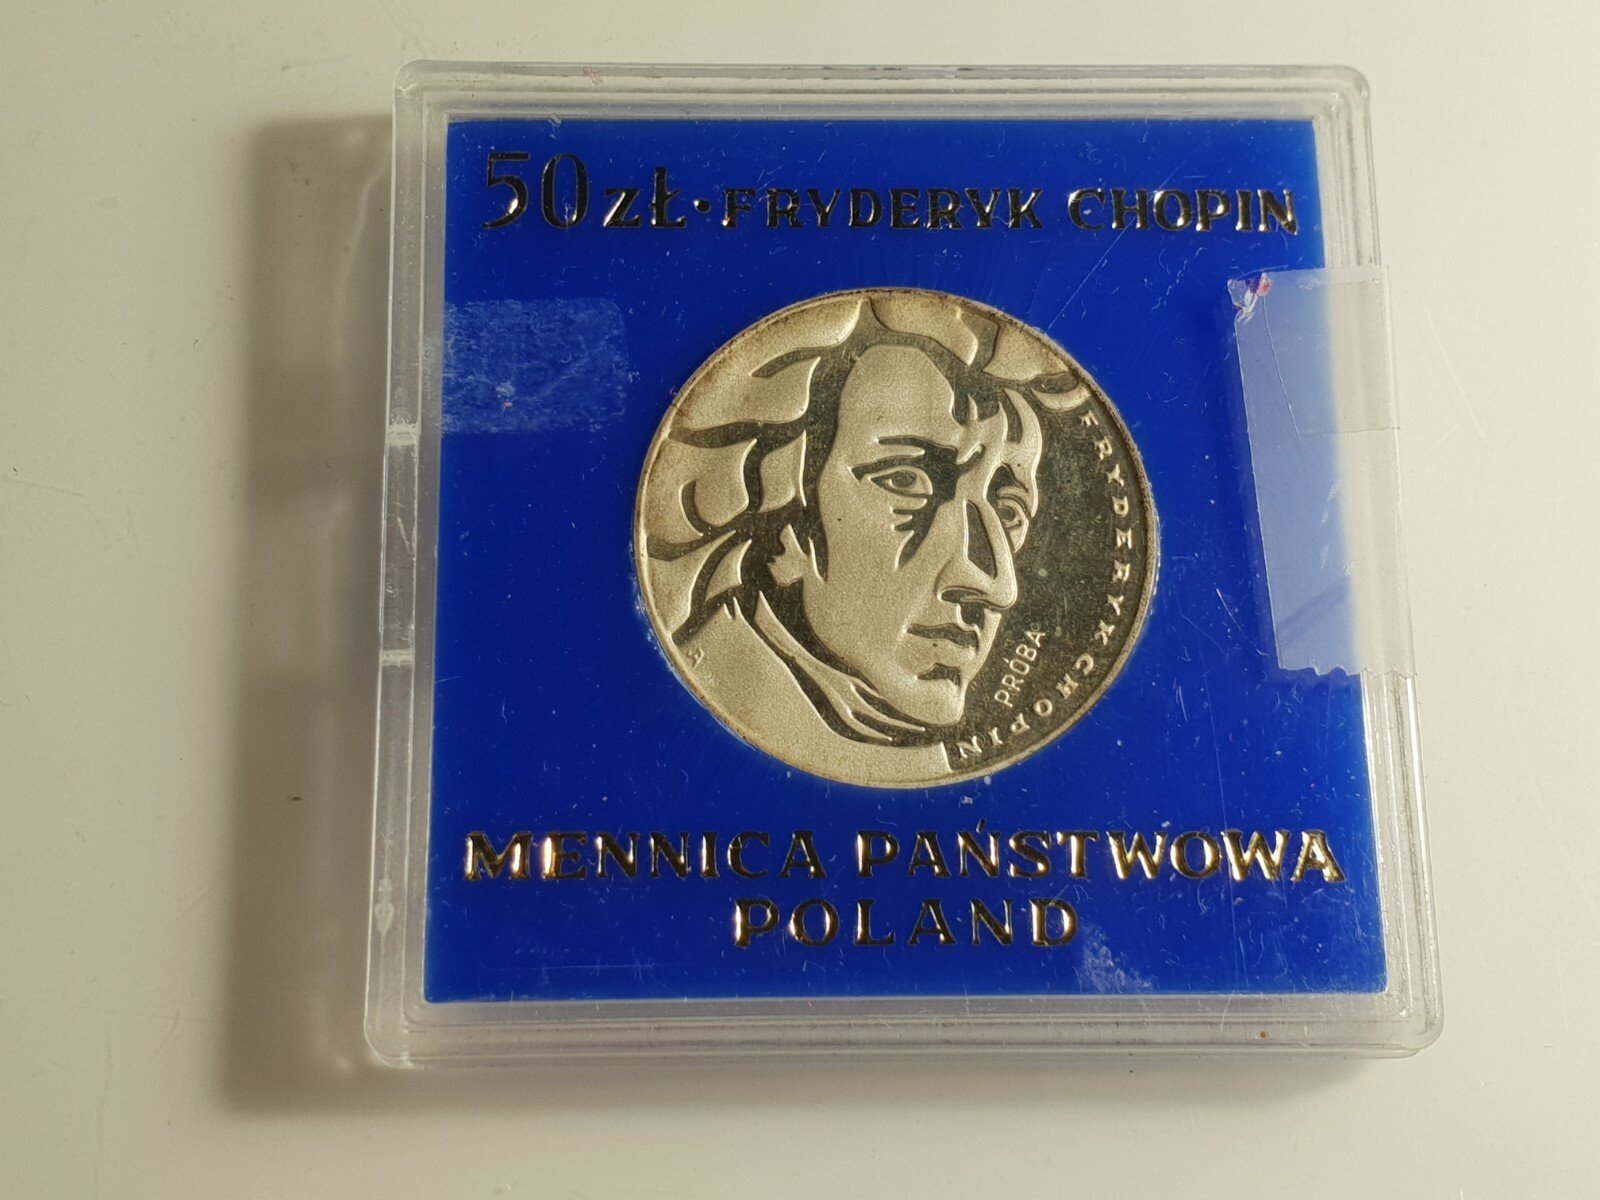 50 zł · FRYDERYK CHOPIN
FRYDERYK CHOPIN
PRÓBA
MENNICA PAŃSTWOWA
POLAND